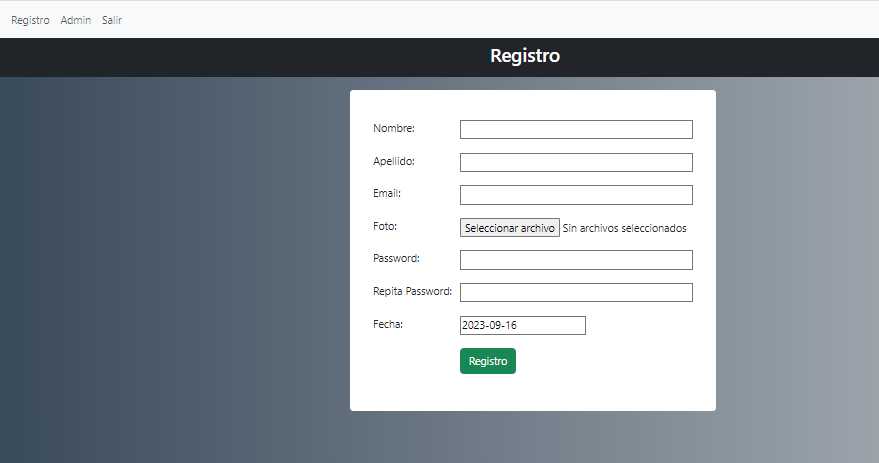 Registro Admin Salir
Registro
Nombre:
Apellido:
Email:
Foto: Seleccionar archivo Sin archivos seleccionados
Password:
Repita Password:
Fecha: 2023-09-16
Registro